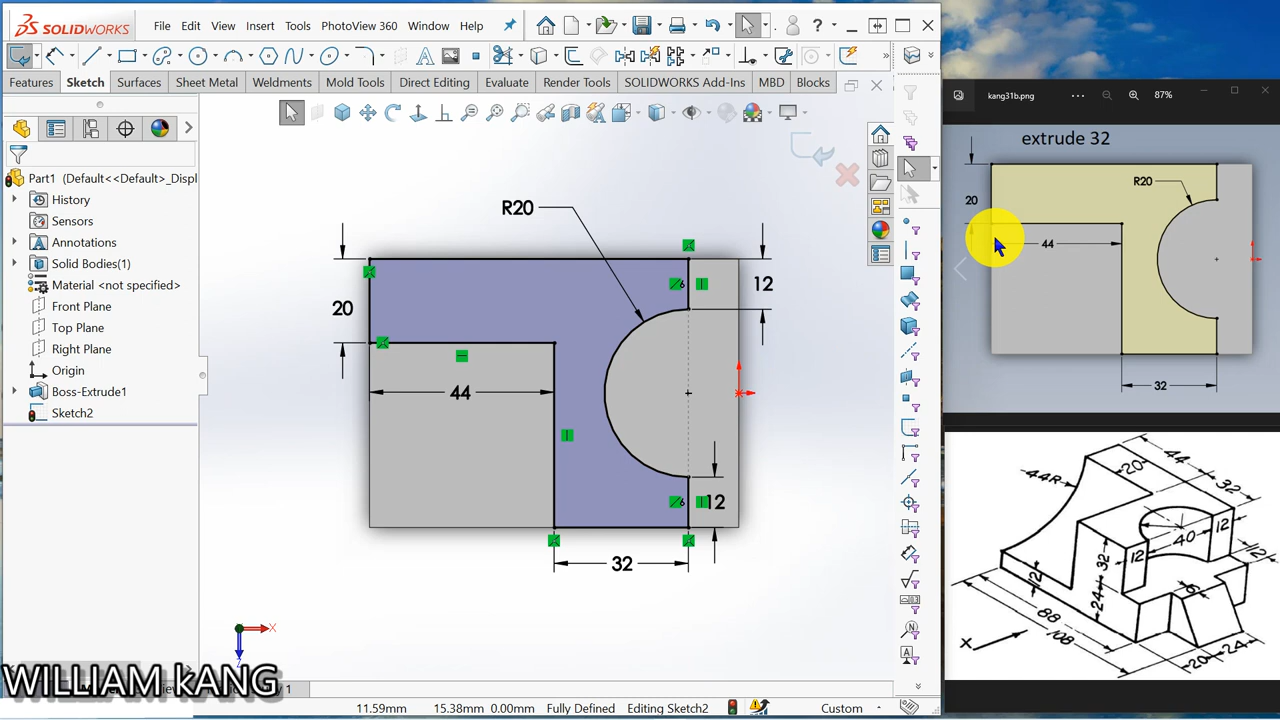 SOLIDWORKS File Edit View Insert Tools PhotoView 360 Window Help
Features Sketch Surfaces Sheet Metal Weldments Mold Tools Direct Editing Evaluate Render Tools SOLIDWORKS Add-Ins MBD Blocks
kang31b.png 87%
extrude 32
R20
20
44
32
Part1 (Default<<Default>_Displ
History
Sensors
Annotations
Solid Bodies(1)
Material <not specified>
Front Plane
Top Plane
Right Plane
Origin
Boss-Extrude1
Sketch2
R20
12
20
44
12
32
X
Z
44
20
32
44R
12
40
12
12
32
6
12
24
88
108
20
24
X
WILLIAM kANG
11.59mm 15.38mm 0.00mm Fully Defined Editing Sketch2 Custom